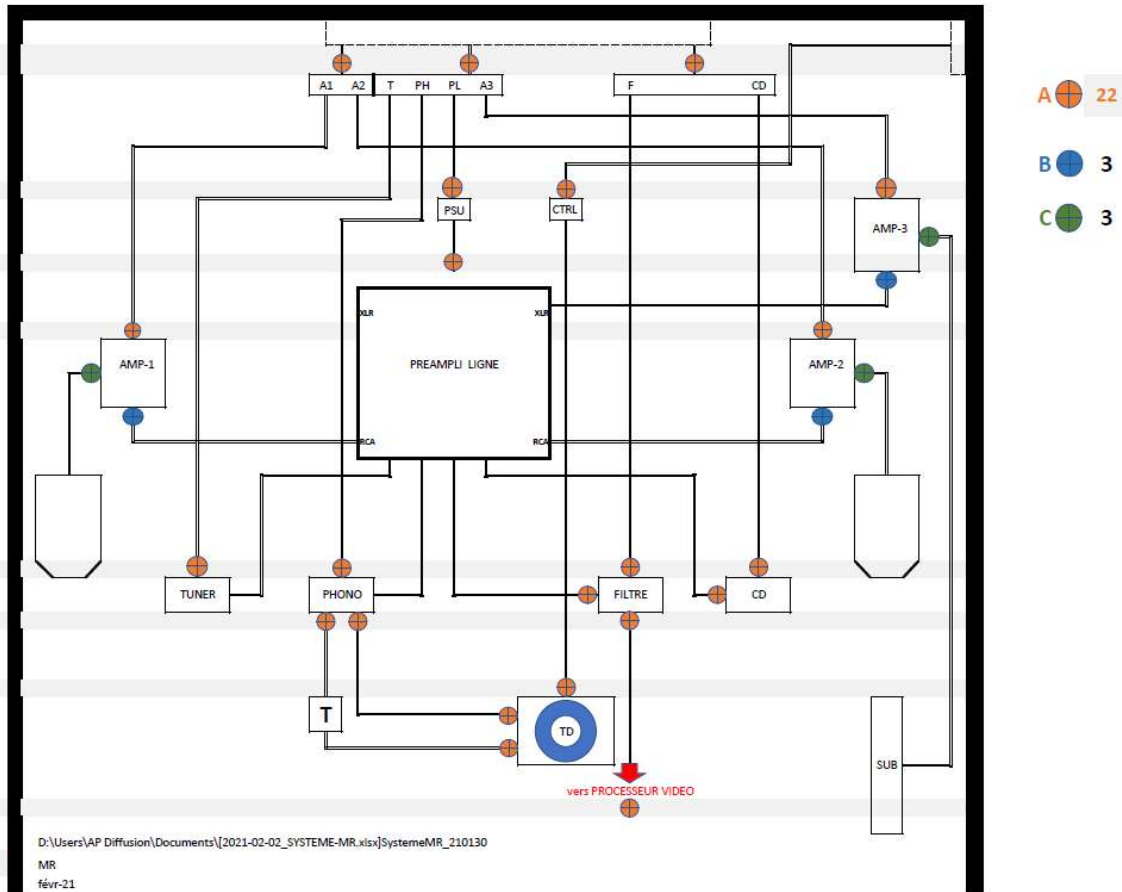 A1 A2 T PH PL A3
F CD
A 22
B 3
C 3
PSU
CTRL
AMP-3
XLR XLR
PREAMPLI LIGNE
AMP-1
AMP-2
RCA RCA
TUNER
PHONO
FILTRE
CD
T
TD
SUB
vers PROCESSEUR VIDEO
D:\Users\AP Diffusion\Documents\[2021-02-02_SYSTEME-MR.xlsx]SystemeMR_210130
MR
févr-21